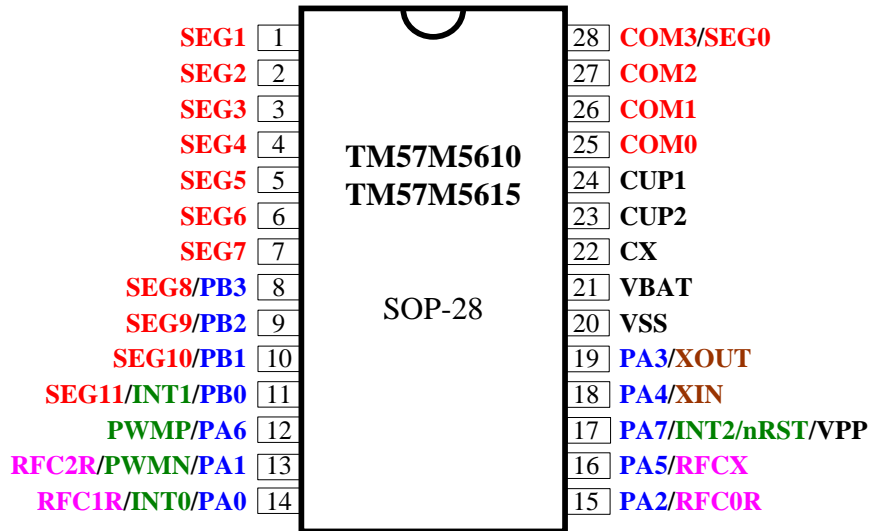 SEG1 1 28 COM3/SEG0
SEG2 2 27 COM2
SEG3 3 26 COM1
SEG4 4 25 COM0
TM57M5610
SEG5 5 24 CUP1
TM57M5615
SEG6 6 23 CUP2
SEG7 7 22 CX
SEG8/PB3 8 21 VBAT
SOP-28
SEG9/PB2 9 20 VSS
SEG10/PB1 10 19 PA3/XOUT
SEG11/INT1/PB0 11 18 PA4/XIN
PWMP/PA6 12 17 PA7/INT2/nRST/VPP
RFC2R/PWMN/PA1 13 16 PA5/RFCX
RFC1R/INT0/PA0 14 15 PA2/RFC0R